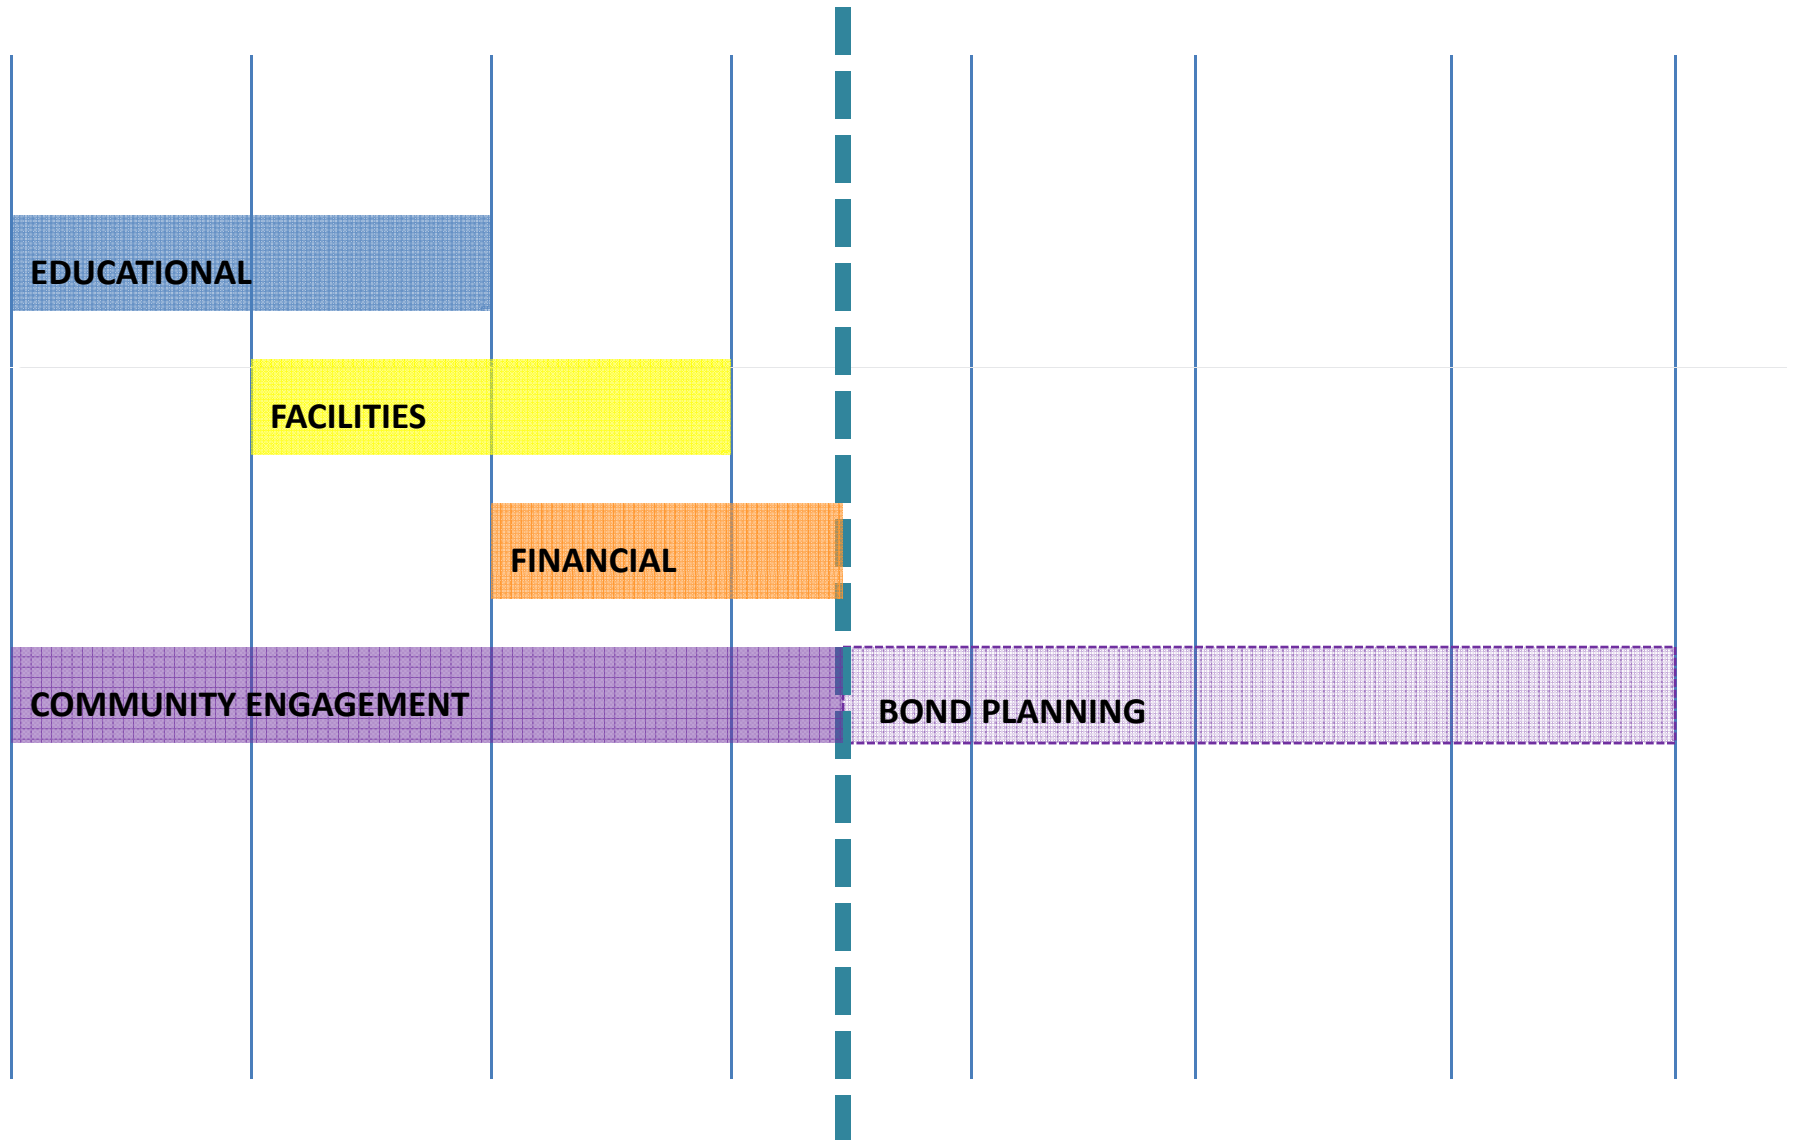 EDUCATIONAL
FACILITIES
FINANCIAL
COMMUNITY ENGAGEMENT
BOND PLANNING